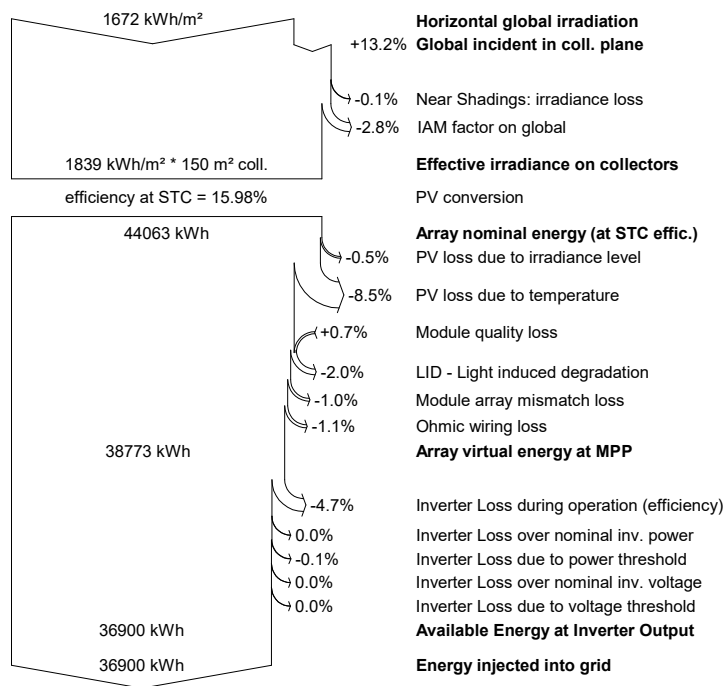 1672 kWh/m² Horizontal global irradiation
+13.2% Global incident in coll. plane
-0.1% Near Shadings: irradiance loss
-2.8% IAM factor on global
1839 kWh/m² * 150 m² coll. Effective irradiance on collectors
efficiency at STC = 15.98% PV conversion
44063 kWh Array nominal energy (at STC effic.)
-0.5% PV loss due to irradiance level
-8.5% PV loss due to temperature
+0.7% Module quality loss
-2.0% LID - Light induced degradation
-1.0% Module array mismatch loss
-1.1% Ohmic wiring loss
38773 kWh Array virtual energy at MPP
-4.7% Inverter Loss during operation (efficiency)
0.0% Inverter Loss over nominal inv. power
-0.1% Inverter Loss due to power threshold
0.0% Inverter Loss over nominal inv. voltage
0.0% Inverter Loss due to voltage threshold
36900 kWh Available Energy at Inverter Output
36900 kWh Energy injected into grid